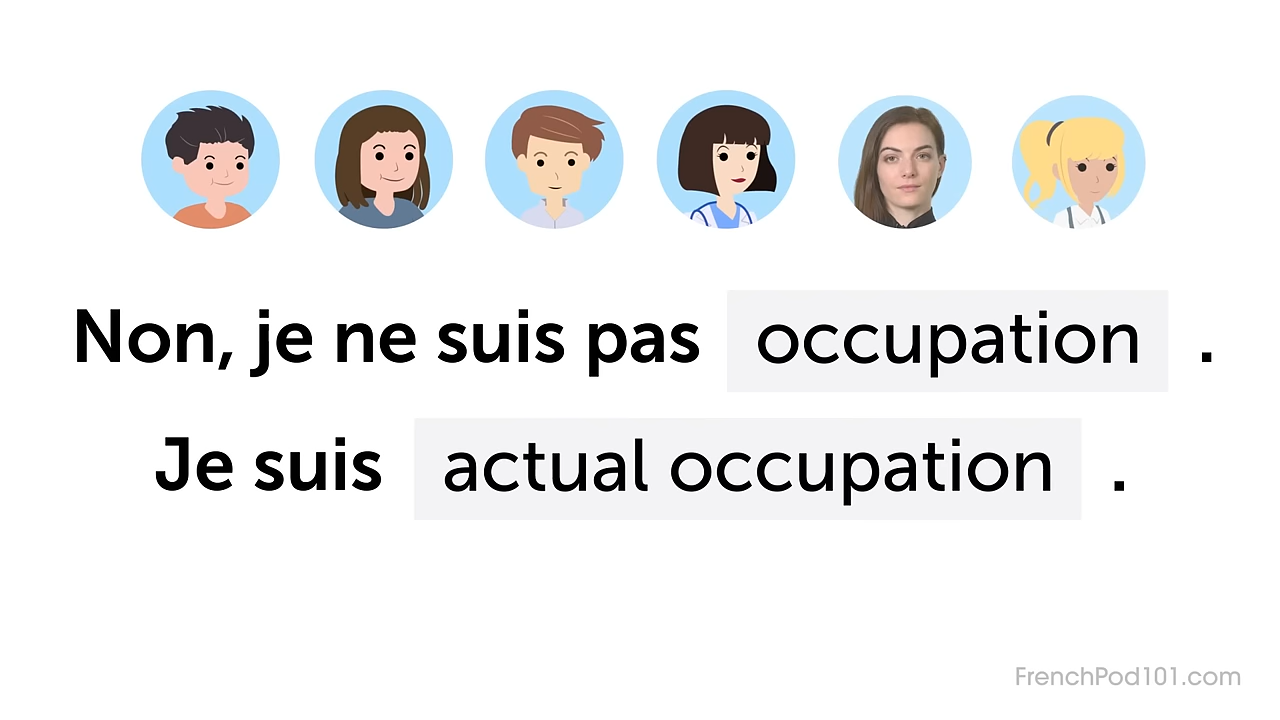 Non, je ne suis pas occupation .
Je suis actual occupation .
FrenchPod101.com